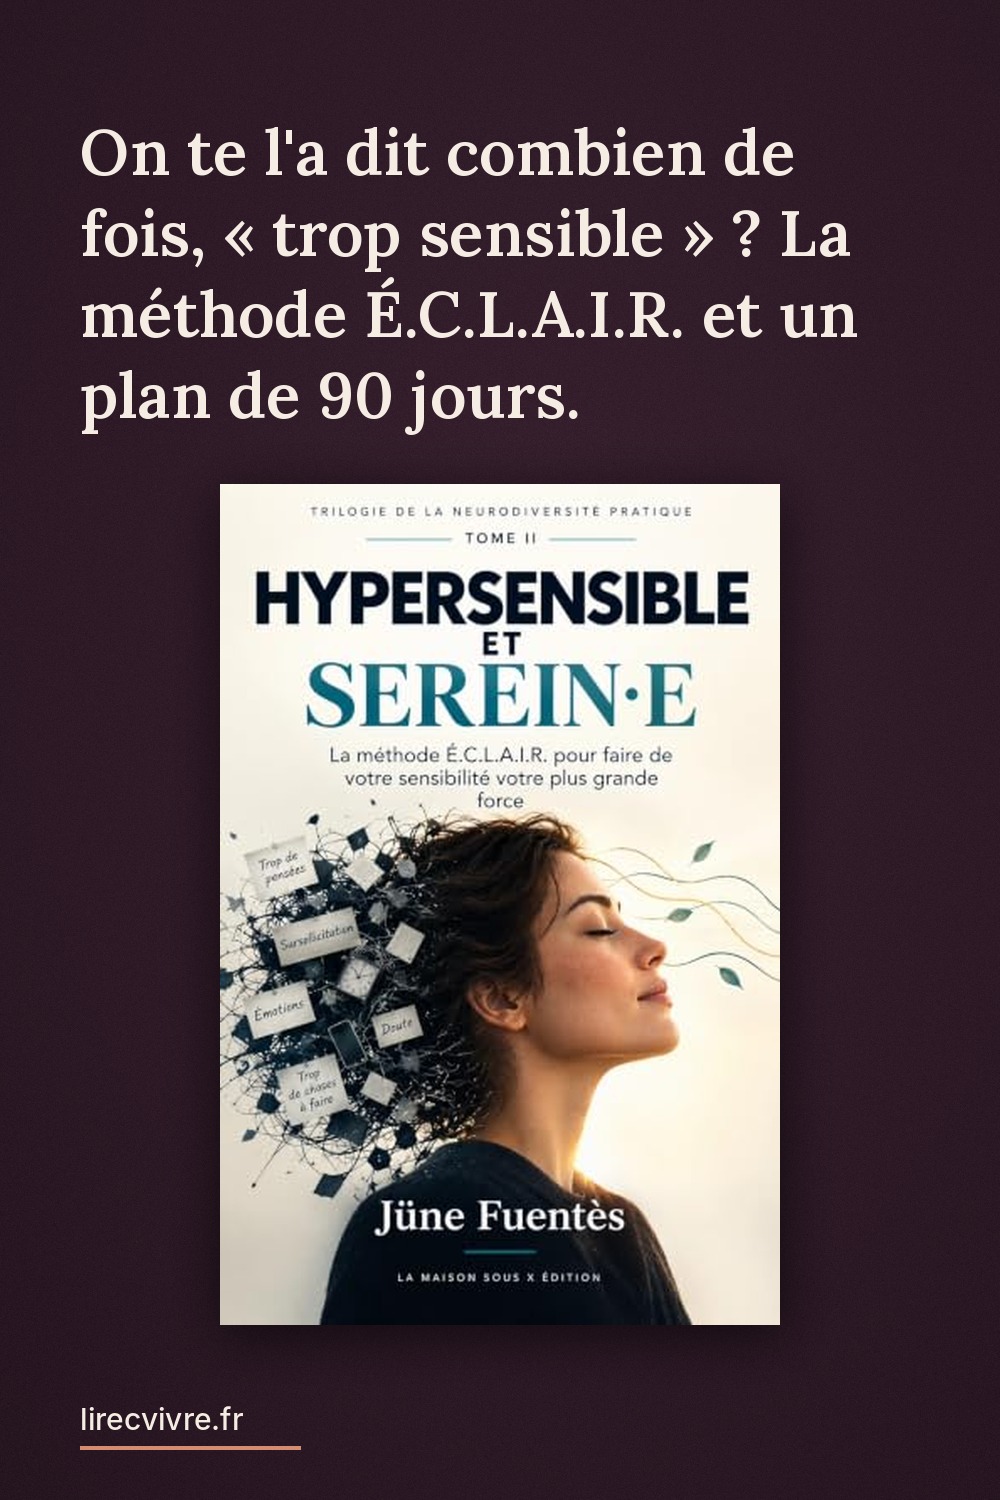 On te l'a dit combien de
fois, « trop sensible » ? La
méthode É.C.L.A.I.R. et un
plan de 90 jours.
TRILOGIE DE LA NEURODIVERSITÉ PRATIQUE
TOME II
HYPERSENSIBLE
ET
SEREIN·E
La méthode É.C.L.A.I.R. pour faire de
votre sensibilité votre plus grande
force
Trop de
pensées
Sursollicitation
Émotions
Doute
Trop
de choses
à faire
Jüne Fuentès
LA MAISON SOUS X ÉDITION
lirecvivre.fr